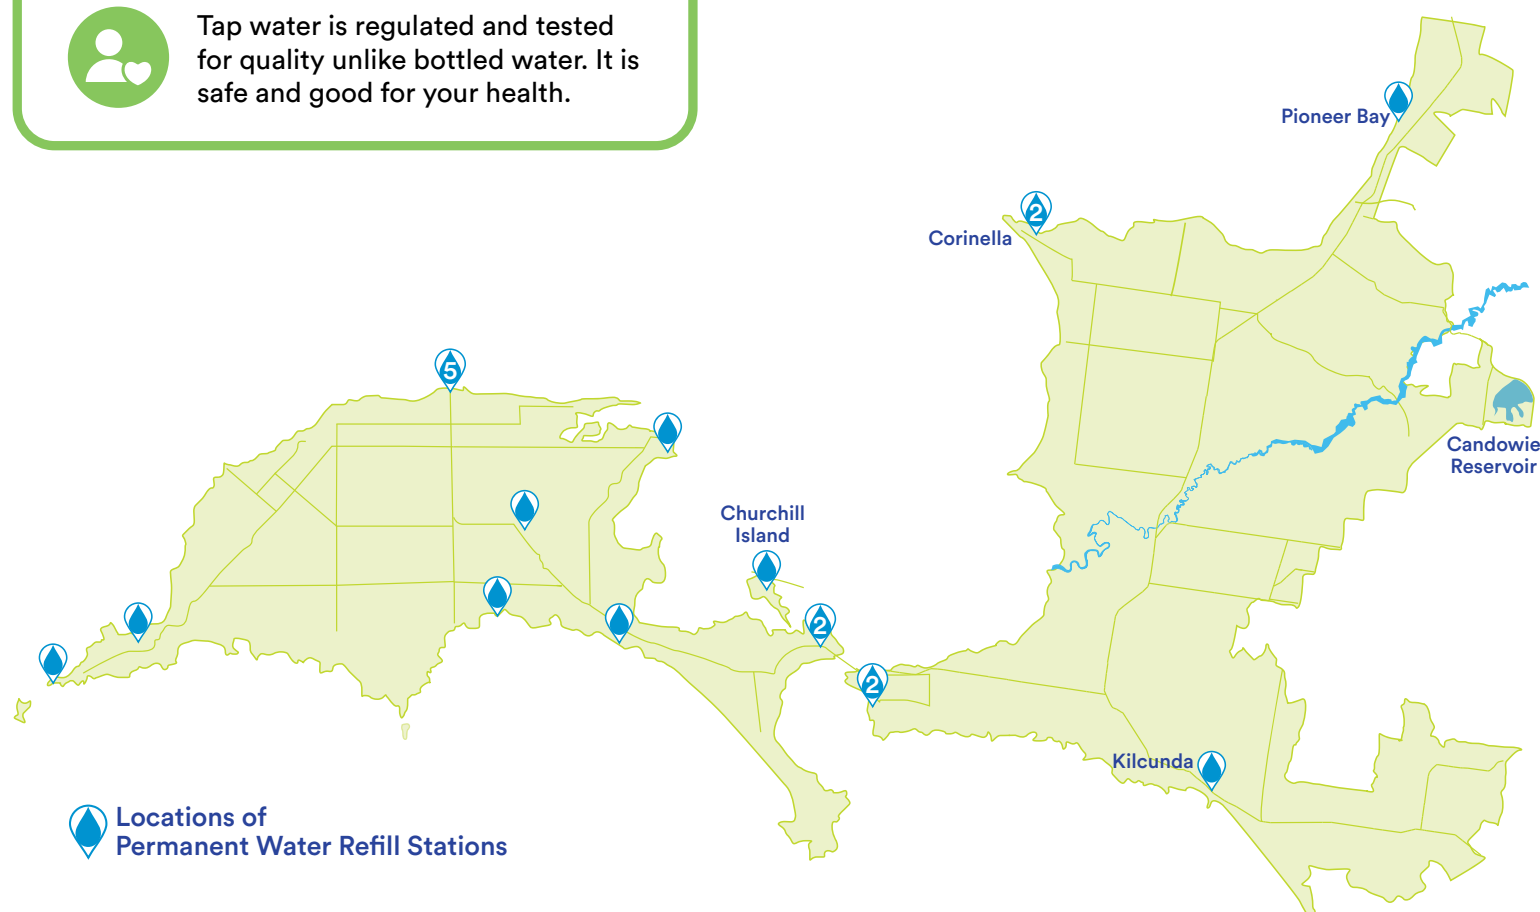 Tap water is regulated and tested
for quality unlike bottled water. It is
safe and good for your health.
Pioneer Bay
2
Corinella
5
Candowie
Reservoir
Churchill
Island
2
2
Kilcunda
Locations of
Permanent Water Refill Stations